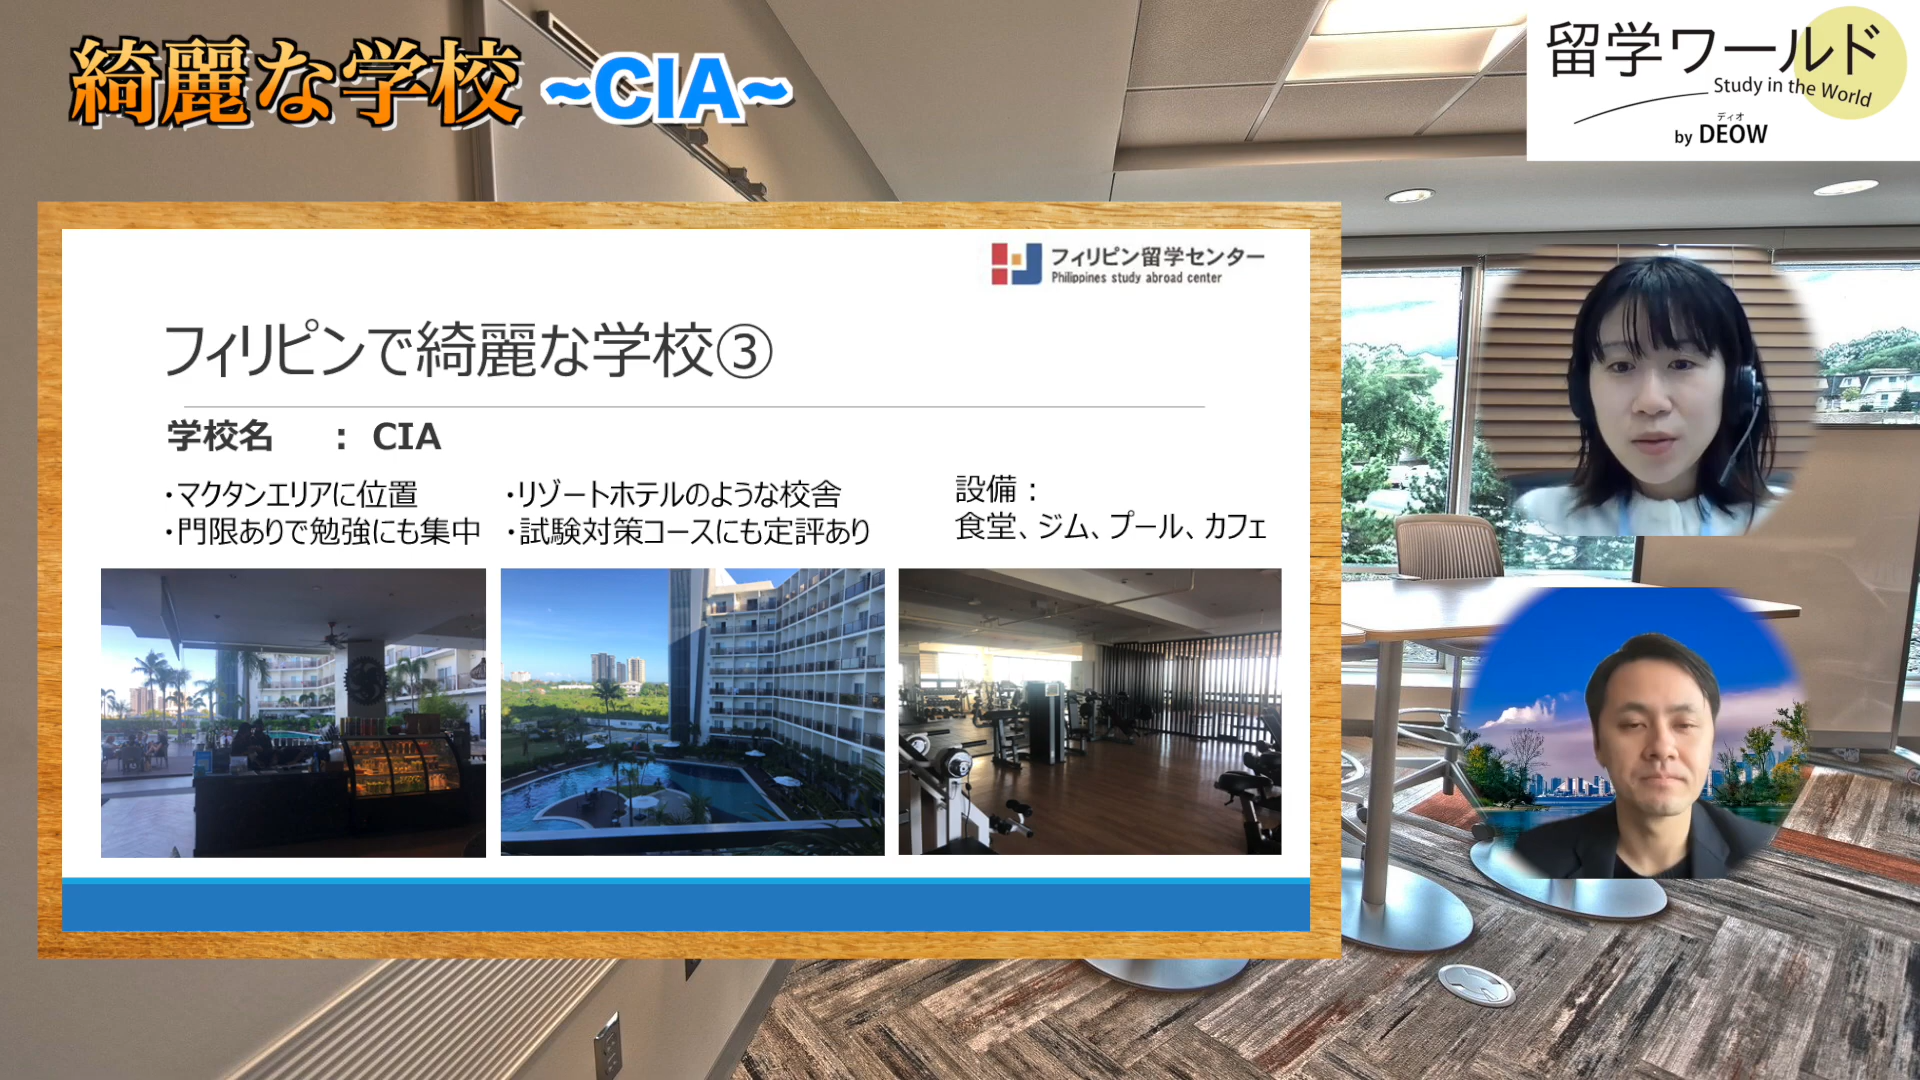 綺麗な学校 ~CIA~
留学ワールド
Study in the World
ディオ
by DEOW
フィリピン留学センター
Philippines study abroad center
フィリピンで綺麗な学校③
学校名 : CIA
・マクタンエリアに位置
・門限ありで勉強にも集中
・リゾートホテルのような校舎
・試験対策コースにも定評あり
設備:
食堂、ジム、プール、カフェ